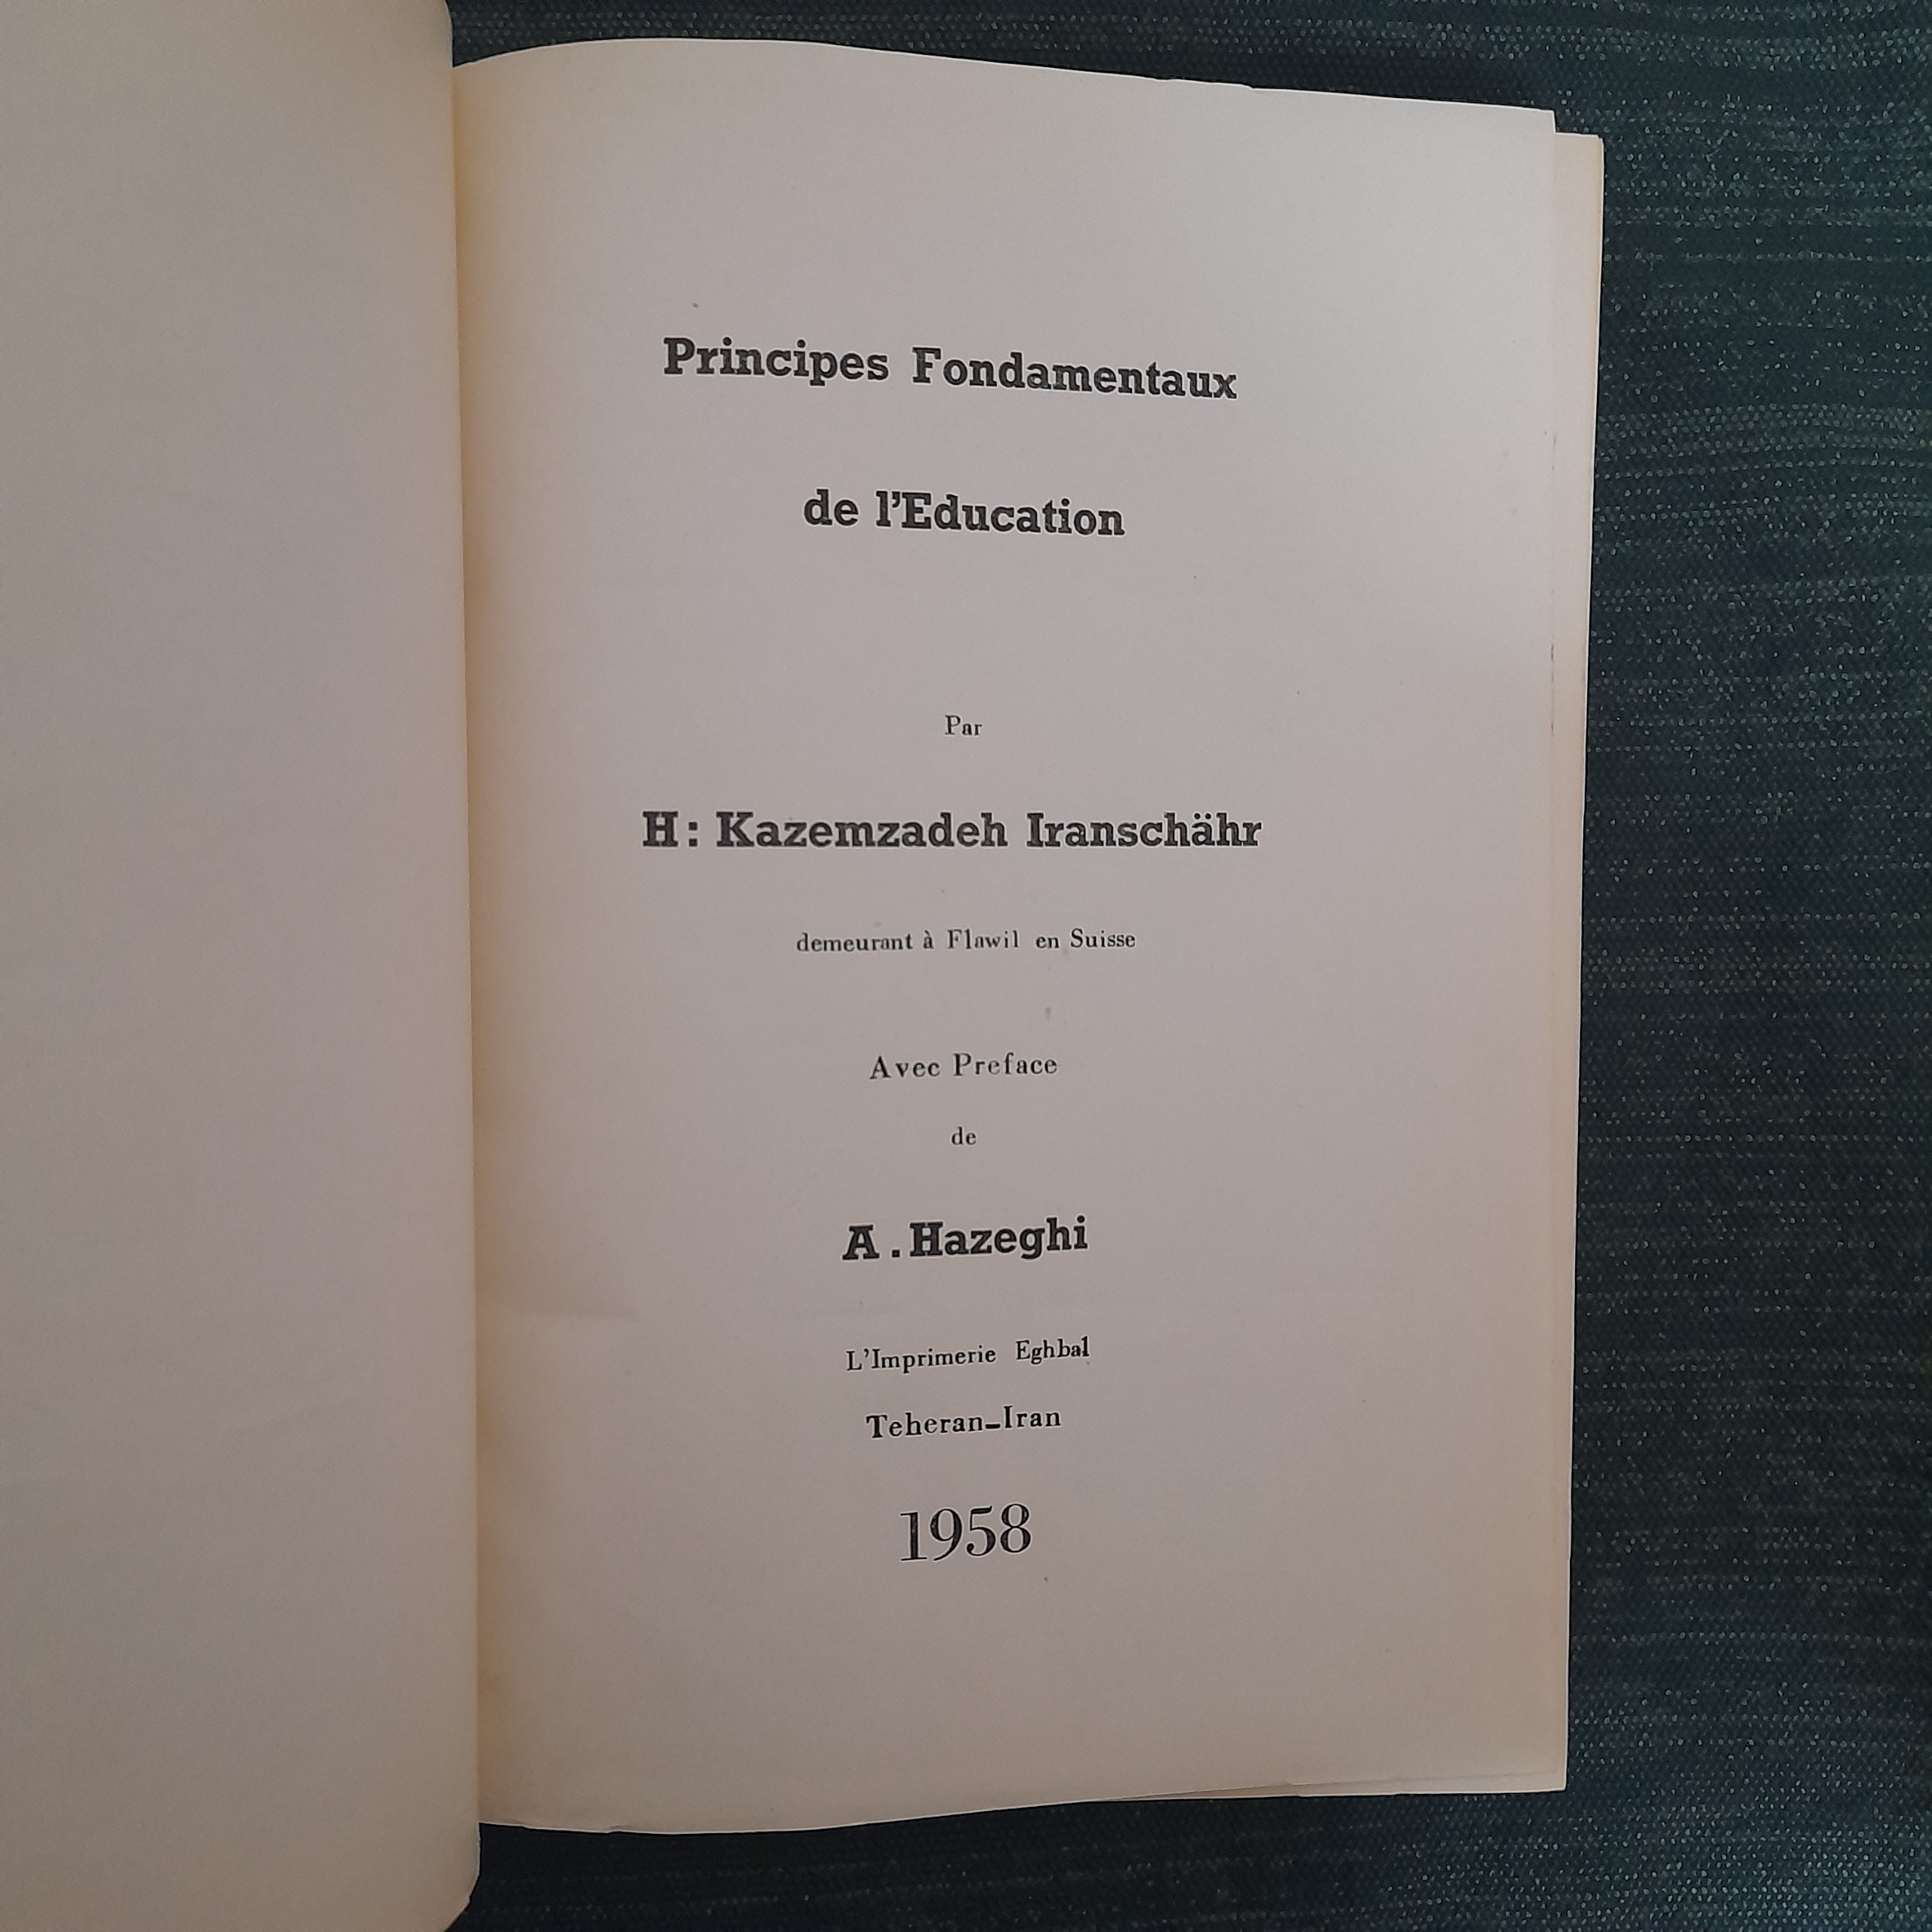 Principes Fondamentaux
de l'Education
Par
H: Kazemzadeh Iranschähr
demeurant à Flawil en Suisse
Avec Preface
de
A. Hazeghi
L'Imprimerie Eghbal
Teheran-Iran
1958